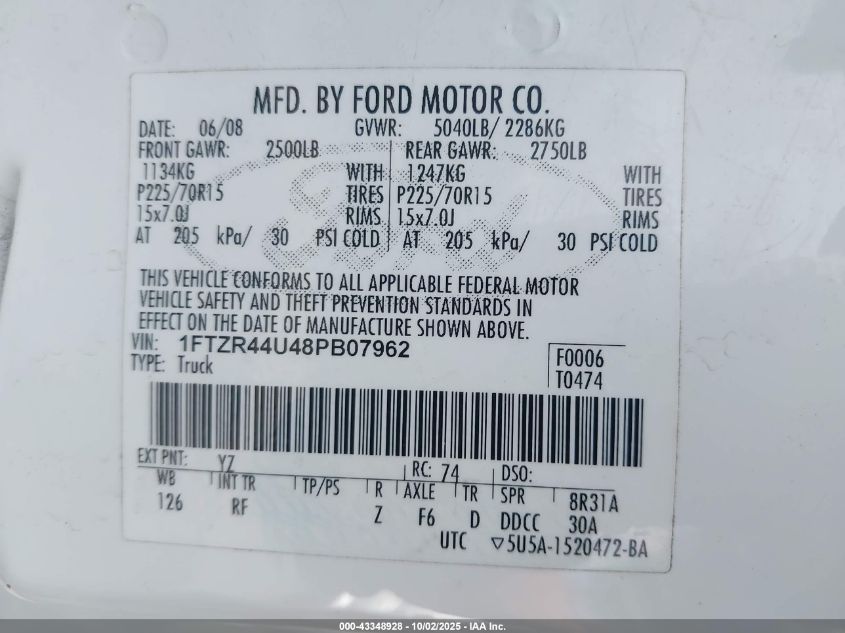 MFD. BY FORD MOTOR CO.
DATE: 06/08 GVWR: 5040LB/ 2286KG
FRONT GAWR: 2500LB REAR GAWR: 2750LB
1134KG WITH 1247KG WITH
P225/70R15 TIRES P225/70R15 TIRES
15x7.0J RIMS 15x7.0J RIMS
AT 205 kPa/ 30 PSI COLD AT 205 kPa/ 30 PSI COLD
Ford
THIS VEHICLE CONFORMS TO ALL APPLICABLE FEDERAL MOTOR
VEHICLE SAFETY AND THEFT PREVENTION STANDARDS IN
EFFECT ON THE DATE OF MANUFACTURE SHOWN ABOVE.
VIN: 1FTZR44U48PB07962
TYPE: Truck
F0006
T0474
EXT PNT: YZ RC: 74 DSO:
WB INT TR TP/PS R AXLE TR SPR 8R31A
126 RF Z F6 D DDCC 30A
UTC ▽5U5A-1520472-BA
000-43348928 - 10/02/2025 - IAA Inc.